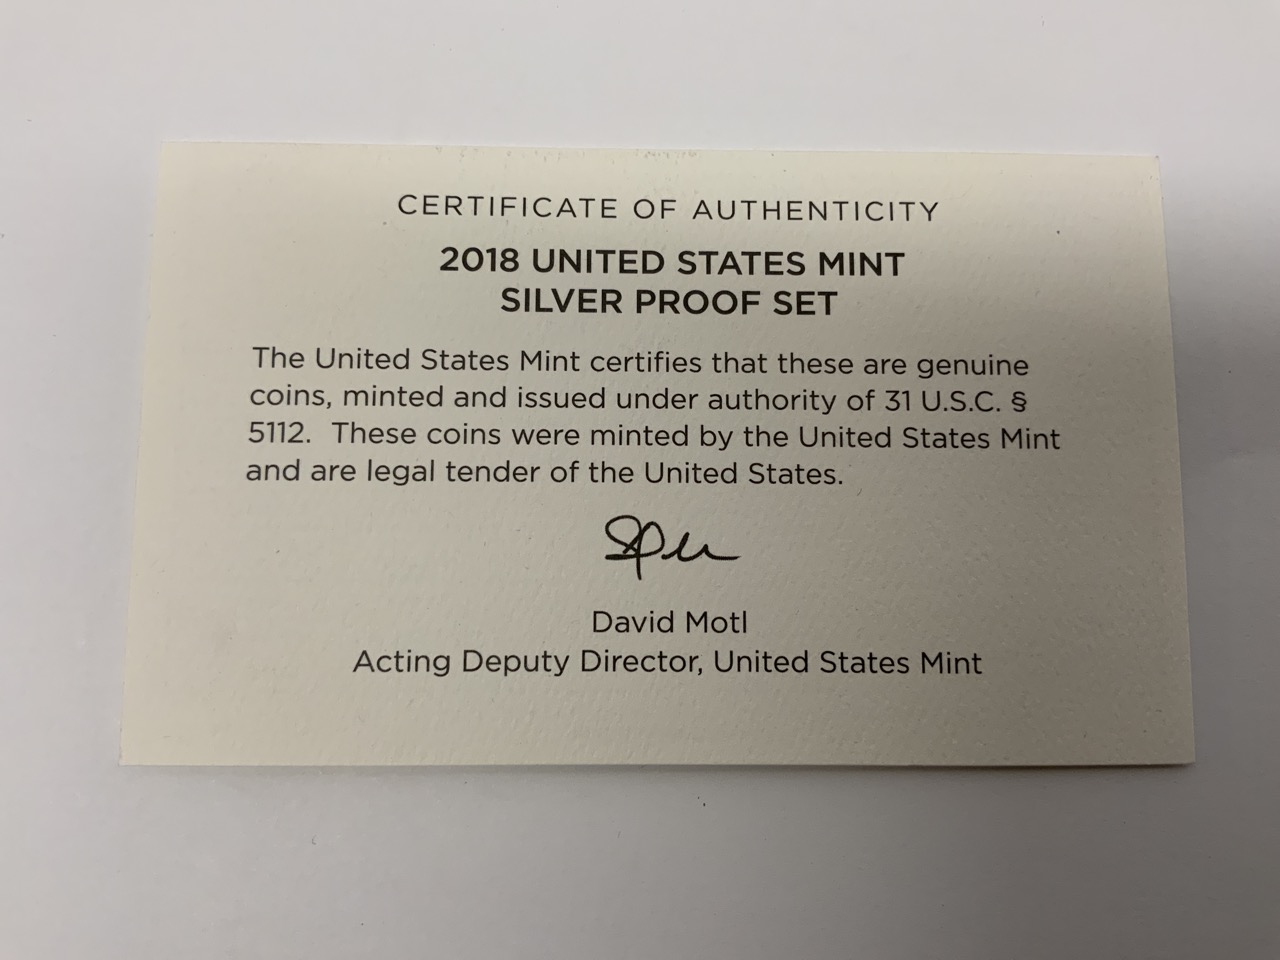 CERTIFICATE OF AUTHENTICITY
2018 UNITED STATES MINT
SILVER PROOF SET
The United States Mint certifies that these are genuine
coins, minted and issued under authority of 31 U.S.C. §
5112.  These coins were minted by the United States Mint
and are legal tender of the United States.
David Motl
Acting Deputy Director, United States Mint